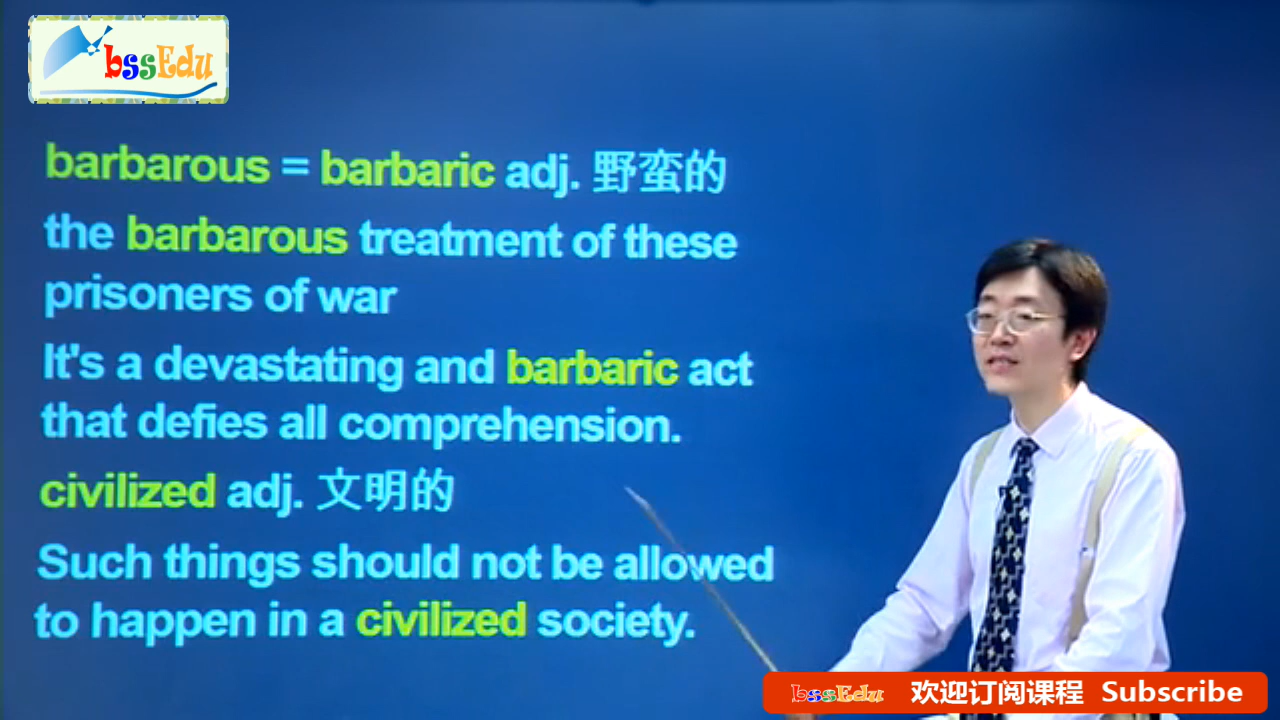 bssEdu
barbarous = barbaric adj. 野蛮的
the barbarous treatment of these
prisoners of war
It's a devastating and barbaric act
that defies all comprehension.
civilized adj. 文明的
Such things should not be allowed
to happen in a civilized society.
bssEdu 欢迎订阅课程 Subscribe